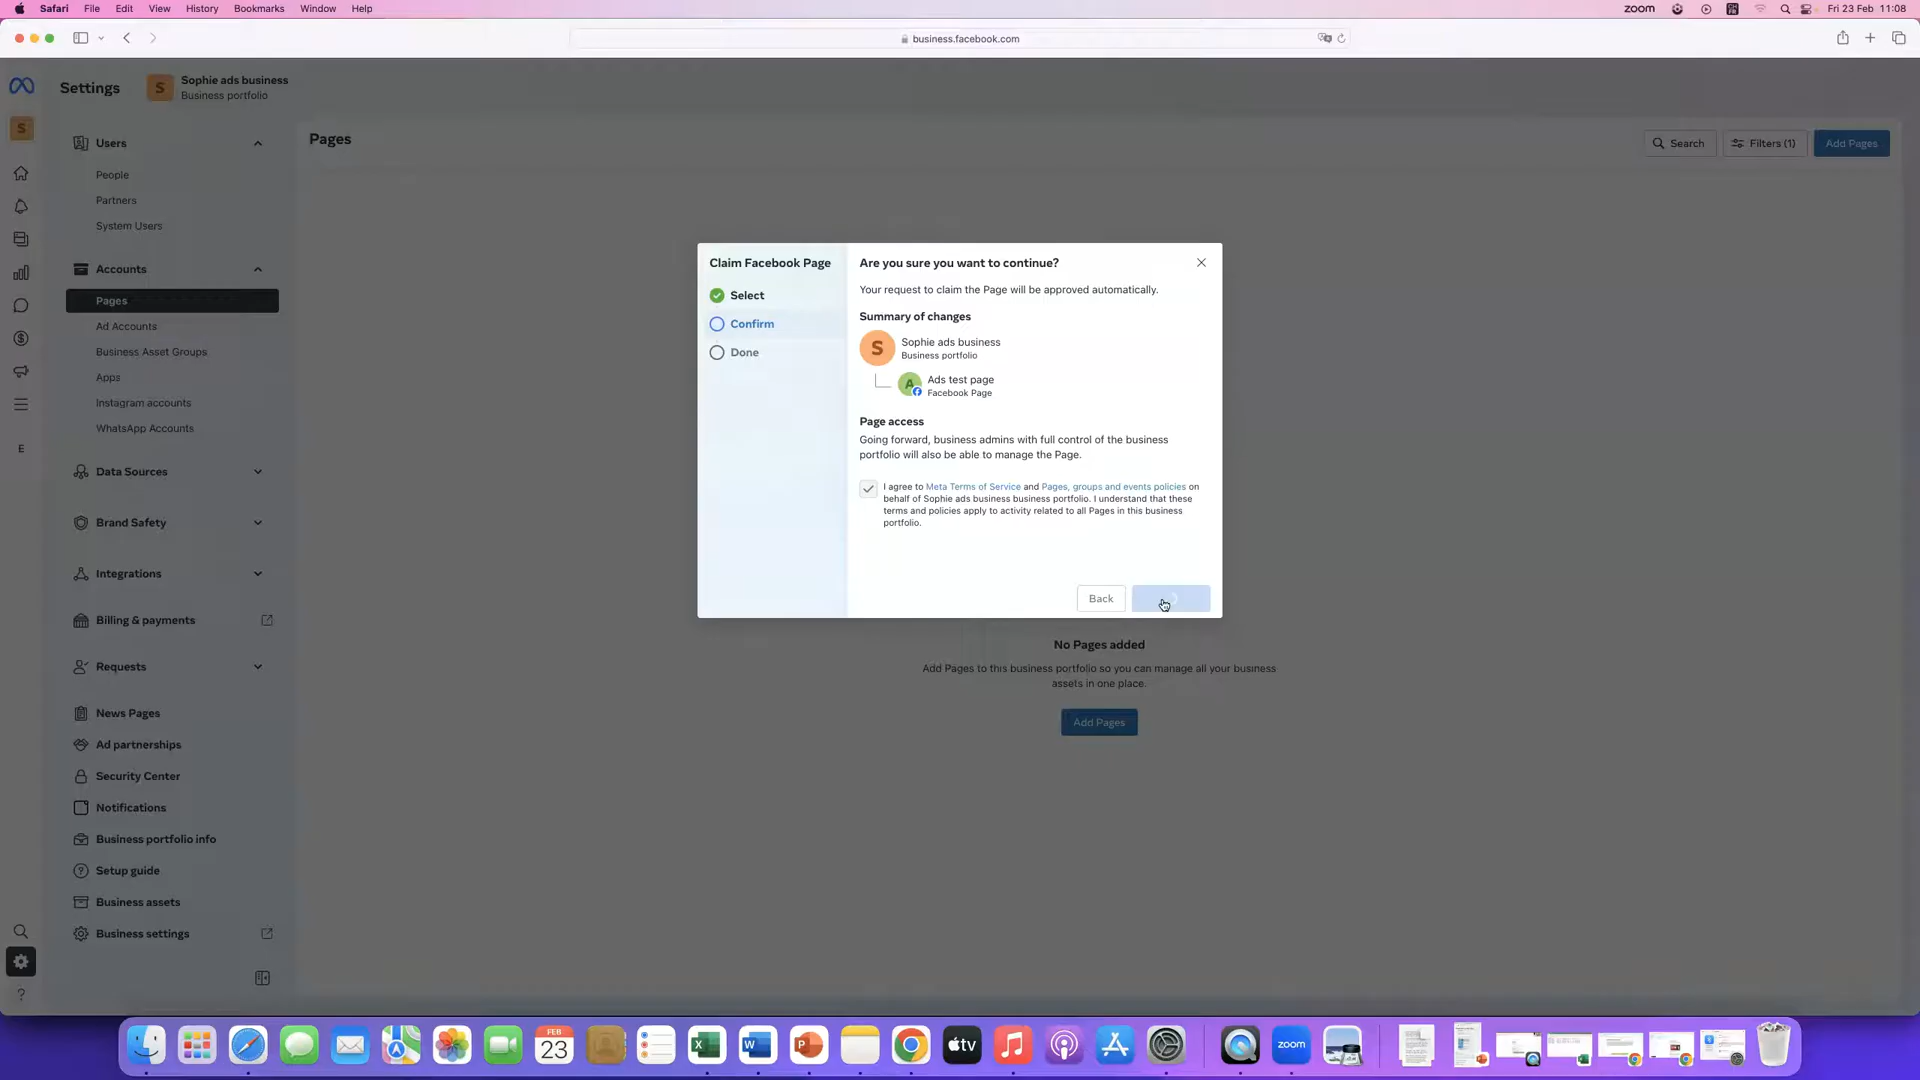 Safari File Edit View History Bookmarks Window Help
zoom
Fri 23 Feb 11:08
business.facebook.com
Settings
S
Sophie ads business
Business portfolio
S
Users
People
Partners
System Users
Accounts
Pages
Ad Accounts
Business Asset Groups
Apps
Instagram accounts
WhatsApp Accounts
E
Data Sources
Brand Safety
Integrations
Billing & payments
Requests
News Pages
Ad partnerships
Security Center
Notifications
Business portfolio info
Setup guide
Business assets
Business settings
Pages
Search
Filters (1)
Add Pages
Claim Facebook Page
Select
Confirm
Done
Are you sure you want to continue?
Your request to claim the Page will be approved automatically.
Summary of changes
S
Sophie ads business
Business portfolio
A
Ads test page
Facebook Page
Page access
Going forward, business admins with full control of the business
portfolio will also be able to manage the Page.
I agree to Meta Terms of Service and Pages, groups and events policies on
behalf of Sophie ads business business portfolio. I understand that these
terms and policies apply to activity related to all Pages in this business
portfolio.
Back
No Pages added
Add Pages to this business portfolio so you can manage all your business
assets in one place.
Add Pages
FEB
23
X
W
P
tv
zoom